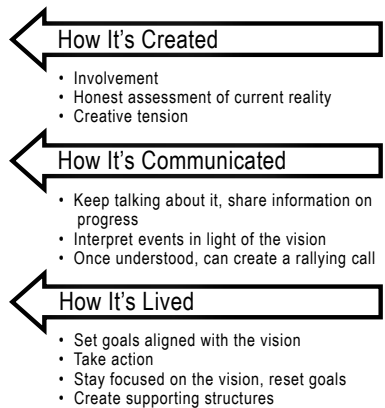 How It's Created
• Involvement
• Honest assessment of current reality
• Creative tension
How It's Communicated
• Keep talking about it, share information on
progress
• Interpret events in light of the vision
• Once understood, can create a rallying call
How It's Lived
• Set goals aligned with the vision
• Take action
• Stay focused on the vision, reset goals
• Create supporting structures